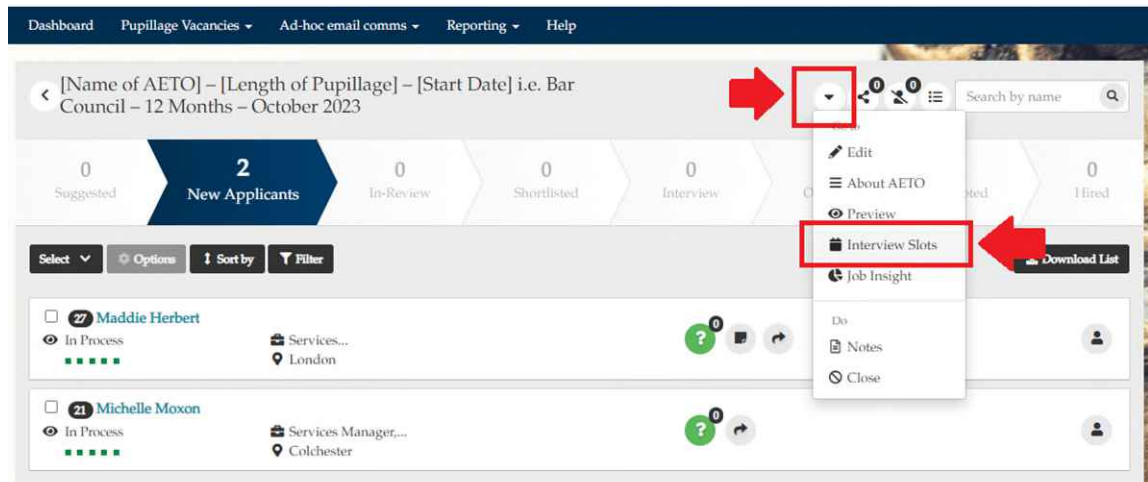 Dashboard Pupillage Vacancies Ad-hoc email comms Reporting Help
[Name of AETO] – [Length of Pupillage] – [Start Date] i.e. Bar
Council – 12 Months – October 2023
0 0 Search by name
0 Suggested
2 New Applicants
0 In-Review
0 Shortlisted
0 Interview
0 Hired
Edit
About AETO
Preview
Interview Slots
Job Insight
Do
Notes
Close
Select Options Sort by Filter Download List
27 Maddie Herbert
In Process Services...
London
0
21 Michelle Moxon
In Process Services Manager,...
Colchester
0